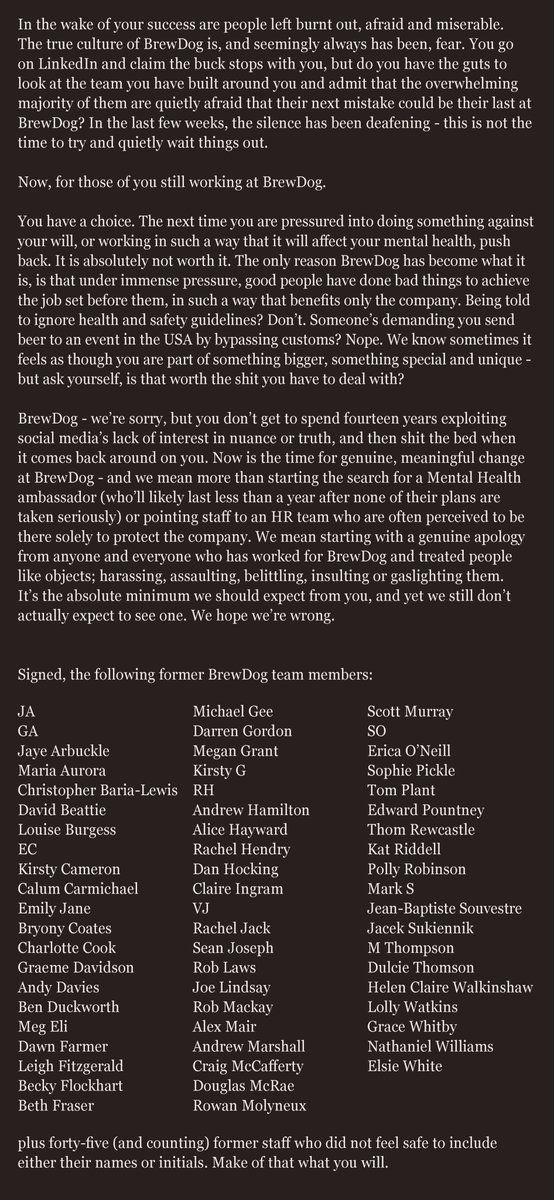 In the wake of your success are people left burnt out, afraid and miserable.
The true culture of BrewDog is, and seemingly always has been, fear. You go
on LinkedIn and claim the buck stops with you, but do you have the guts to
look at the team you have built around you and admit that the overwhelming
majority of them are quietly afraid that their next mistake could be their last at
BrewDog? In the last few weeks, the silence has been deafening - this is not the
time to try and quietly wait things out.
Now, for those of you still working at BrewDog.
You have a choice. The next time you are pressured into doing something against
your will, or working in such a way that it will affect your mental health, push
back. It is absolutely not worth it. The only reason BrewDog has become what it
is, is that under immense pressure, good people have done bad things to achieve
the job set before them, in such a way that benefits only the company. Being told
to ignore health and safety guidelines? Don’t. Someone’s demanding you send
beer to an event in the USA by bypassing customs? Nope. We know sometimes it
feels as though you are part of something bigger, something special and unique -
but ask yourself, is that worth the shit you have to deal with?
BrewDog - we’re sorry, but you don’t get to spend fourteen years exploiting
social media’s lack of interest in nuance or truth, and then shit the bed when
it comes back around on you. Now is the time for genuine, meaningful change
at BrewDog - and we mean more than starting the search for a Mental Health
ambassador (who’ll likely last less than a year after none of their plans are
taken seriously) or pointing staff to an HR team who are often perceived to be
there solely to protect the company. We mean starting with a genuine apology
from anyone and everyone who has worked for BrewDog and treated people
like objects; harassing, assaulting, belittling, insulting or gaslighting them.
It’s the absolute minimum we should expect from you, and yet we still don’t
actually expect to see one. We hope we’re wrong.
Signed, the following former BrewDog team members:
JA
GA
Jaye Arbuckle
Maria Aurora
Christopher Baria-Lewis
David Beattie
Louise Burgess
EC
Kirsty Cameron
Calum Carmichael
Emily Jane
Bryony Coates
Charlotte Cook
Graeme Davidson
Andy Davies
Ben Duckworth
Meg Eli
Dawn Farmer
Leigh Fitzgerald
Becky Flockhart
Beth Fraser
Michael Gee
Darren Gordon
Megan Grant
Kirsty G
RH
Andrew Hamilton
Alice Hayward
Rachel Hendry
Dan Hocking
Claire Ingram
VJ
Rachel Jack
Sean Joseph
Rob Laws
Joe Lindsay
Rob Mackay
Alex Mair
Andrew Marshall
Craig McCafferty
Douglas McRae
Rowan Molyneux
Scott Murray
SO
Erica O’Neill
Sophie Pickle
Tom Plant
Edward Pountney
Thom Rewcastle
Kat Riddell
Polly Robinson
Mark S
Jean-Baptiste Souvestre
Jacek Sukiennik
M Thompson
Dulcie Thomson
Helen Claire Walkinshaw
Lolly Watkins
Grace Whitby
Nathaniel Williams
Elsie White
plus forty-five (and counting) former staff who did not feel safe to include
either their names or initials. Make of that what you will.